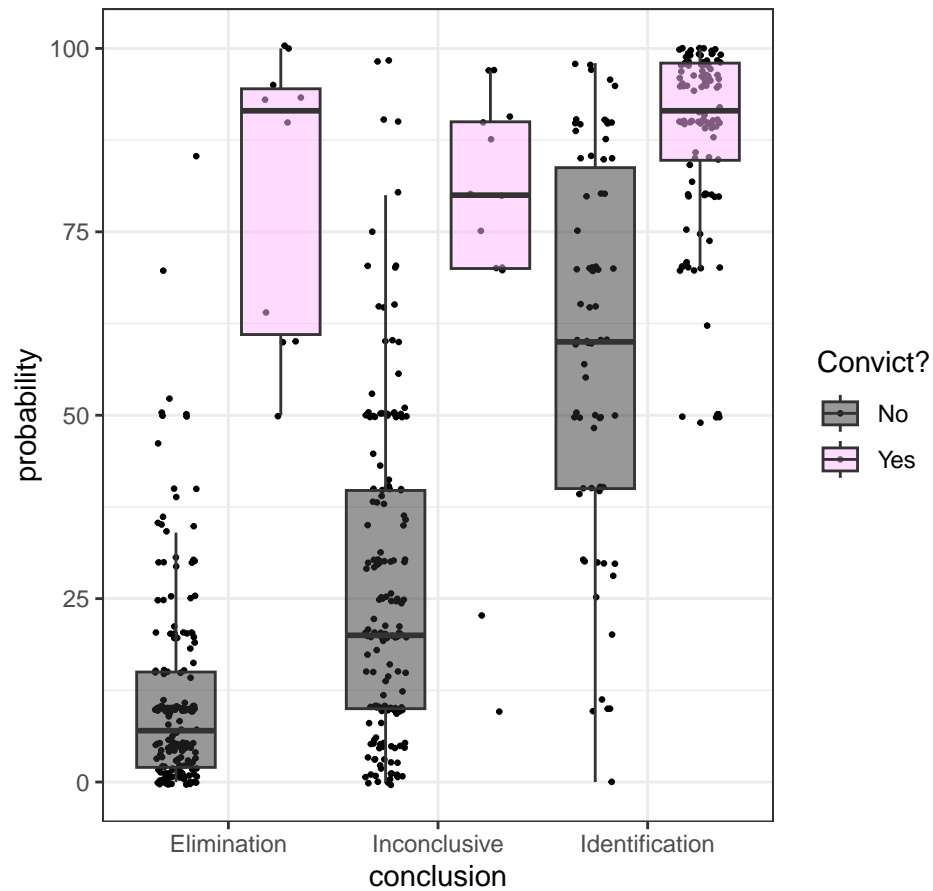 100
75
50
25
0
probability
Elimination
Inconclusive
Identification
conclusion
Convict?
No
Yes